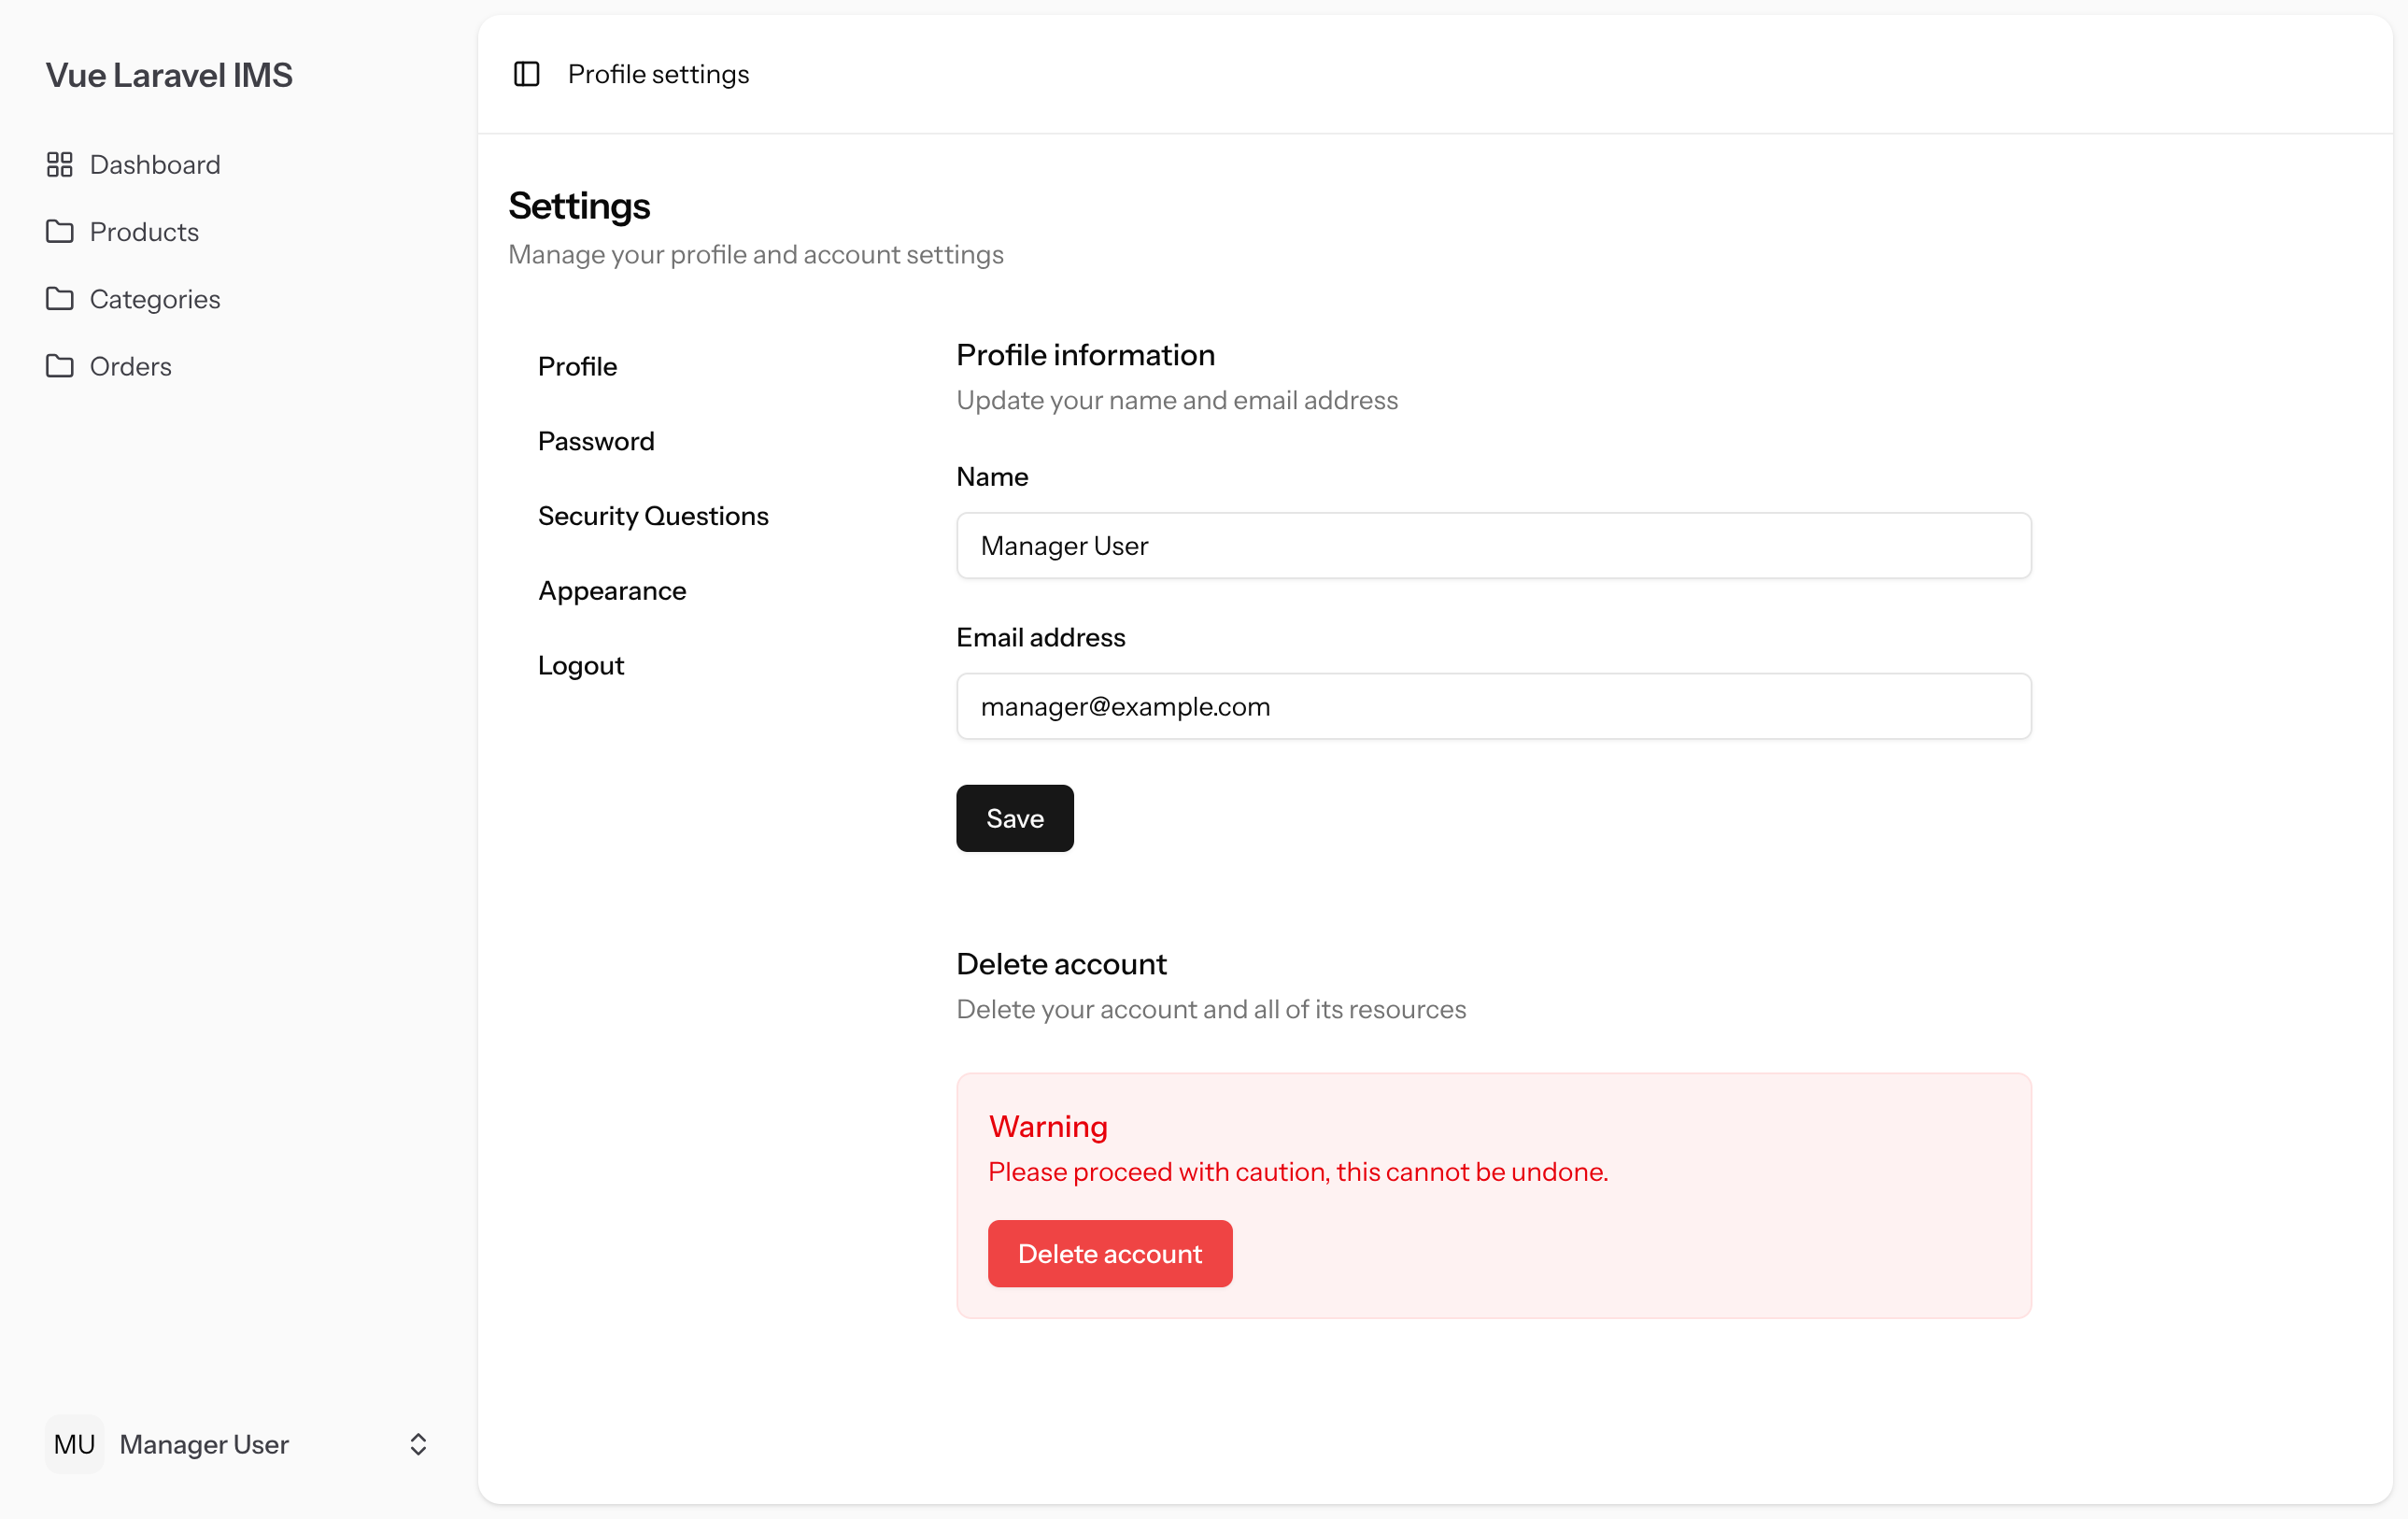 Vue Laravel IMS
Dashboard
Products
Categories
Orders
MU Manager User
Profile settings
Settings
Manage your profile and account settings
Profile
Password
Security Questions
Appearance
Logout
Profile information
Update your name and email address
Name
Manager User
Email address
manager@example.com
Save
Delete account
Delete your account and all of its resources
Warning
Please proceed with caution, this cannot be undone.
Delete account